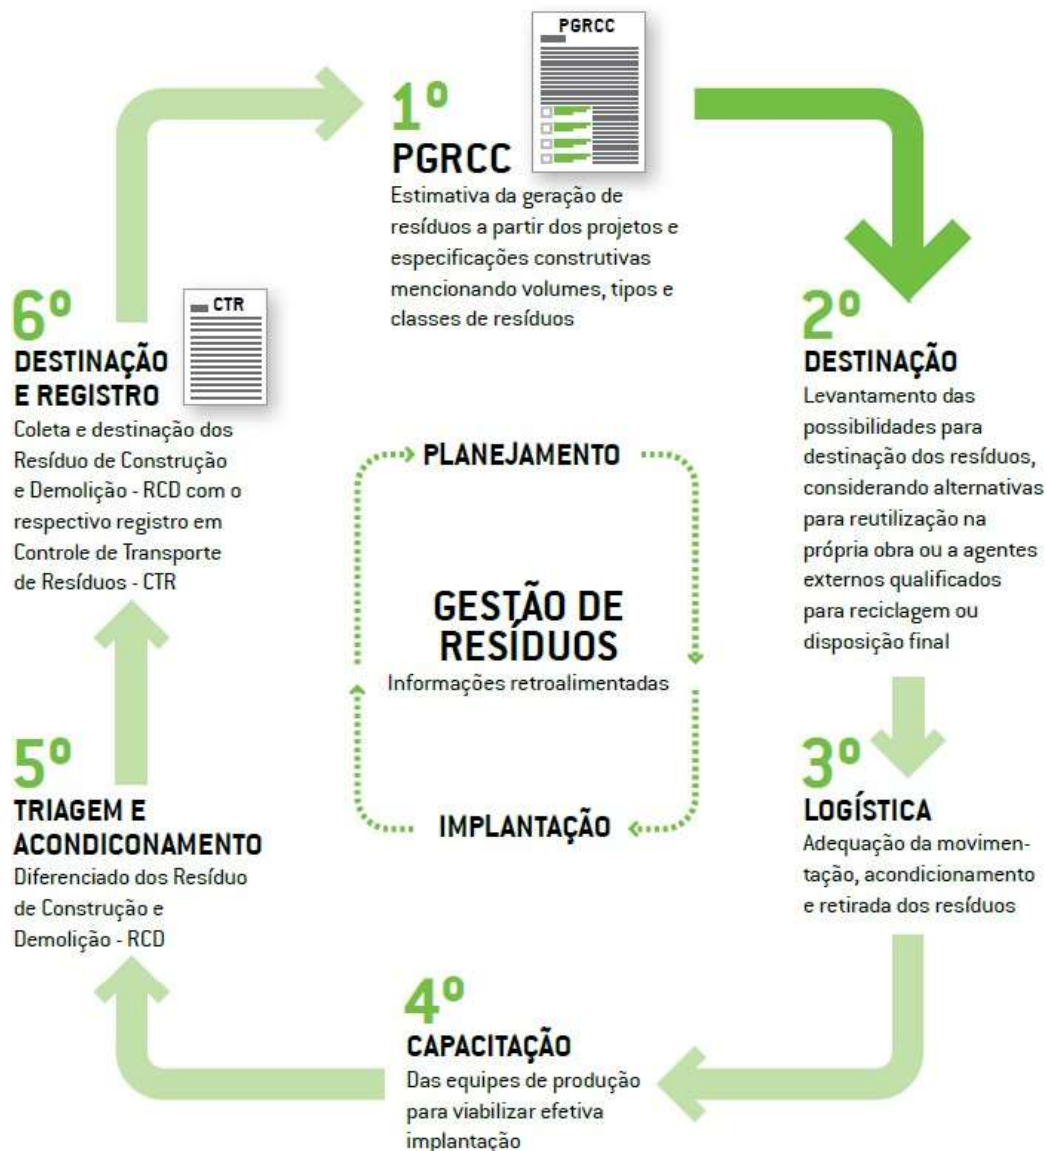 PGRCC
1º
PGRCC
Estimativa da geração de
resíduos a partir dos projetos e
especificações construtivas
mencionando volumes, tipos e
classes de resíduos
2º
DESTINAÇÃO
Levantamento das
possibilidades para
destinação dos resíduos,
considerando alternativas
para reutilização na
própria obra ou a agentes
externos qualificados
para reciclagem ou
disposição final
3º
LOGÍSTICA
Adequação da movimen-
tação, acondicionamento
e retirada dos resíduos
4º
CAPACITAÇÃO
Das equipes de produção
para viabilizar efetiva
implantação
5º
TRIAGEM E
ACONDICONAMENTO
Diferenciado dos Resíduo
de Construção e
Demolição - RCD
6º
CTR
DESTINAÇÃO
E REGISTRO
Coleta e destinação dos
Resíduo de Construção
e Demolição - RCD com o
respectivo registro em
Controle de Transporte
de Resíduos - CTR
PLANEJAMENTO
GESTÃO DE
RESÍDUOS
Informações retroalimentadas
IMPLANTAÇÃO